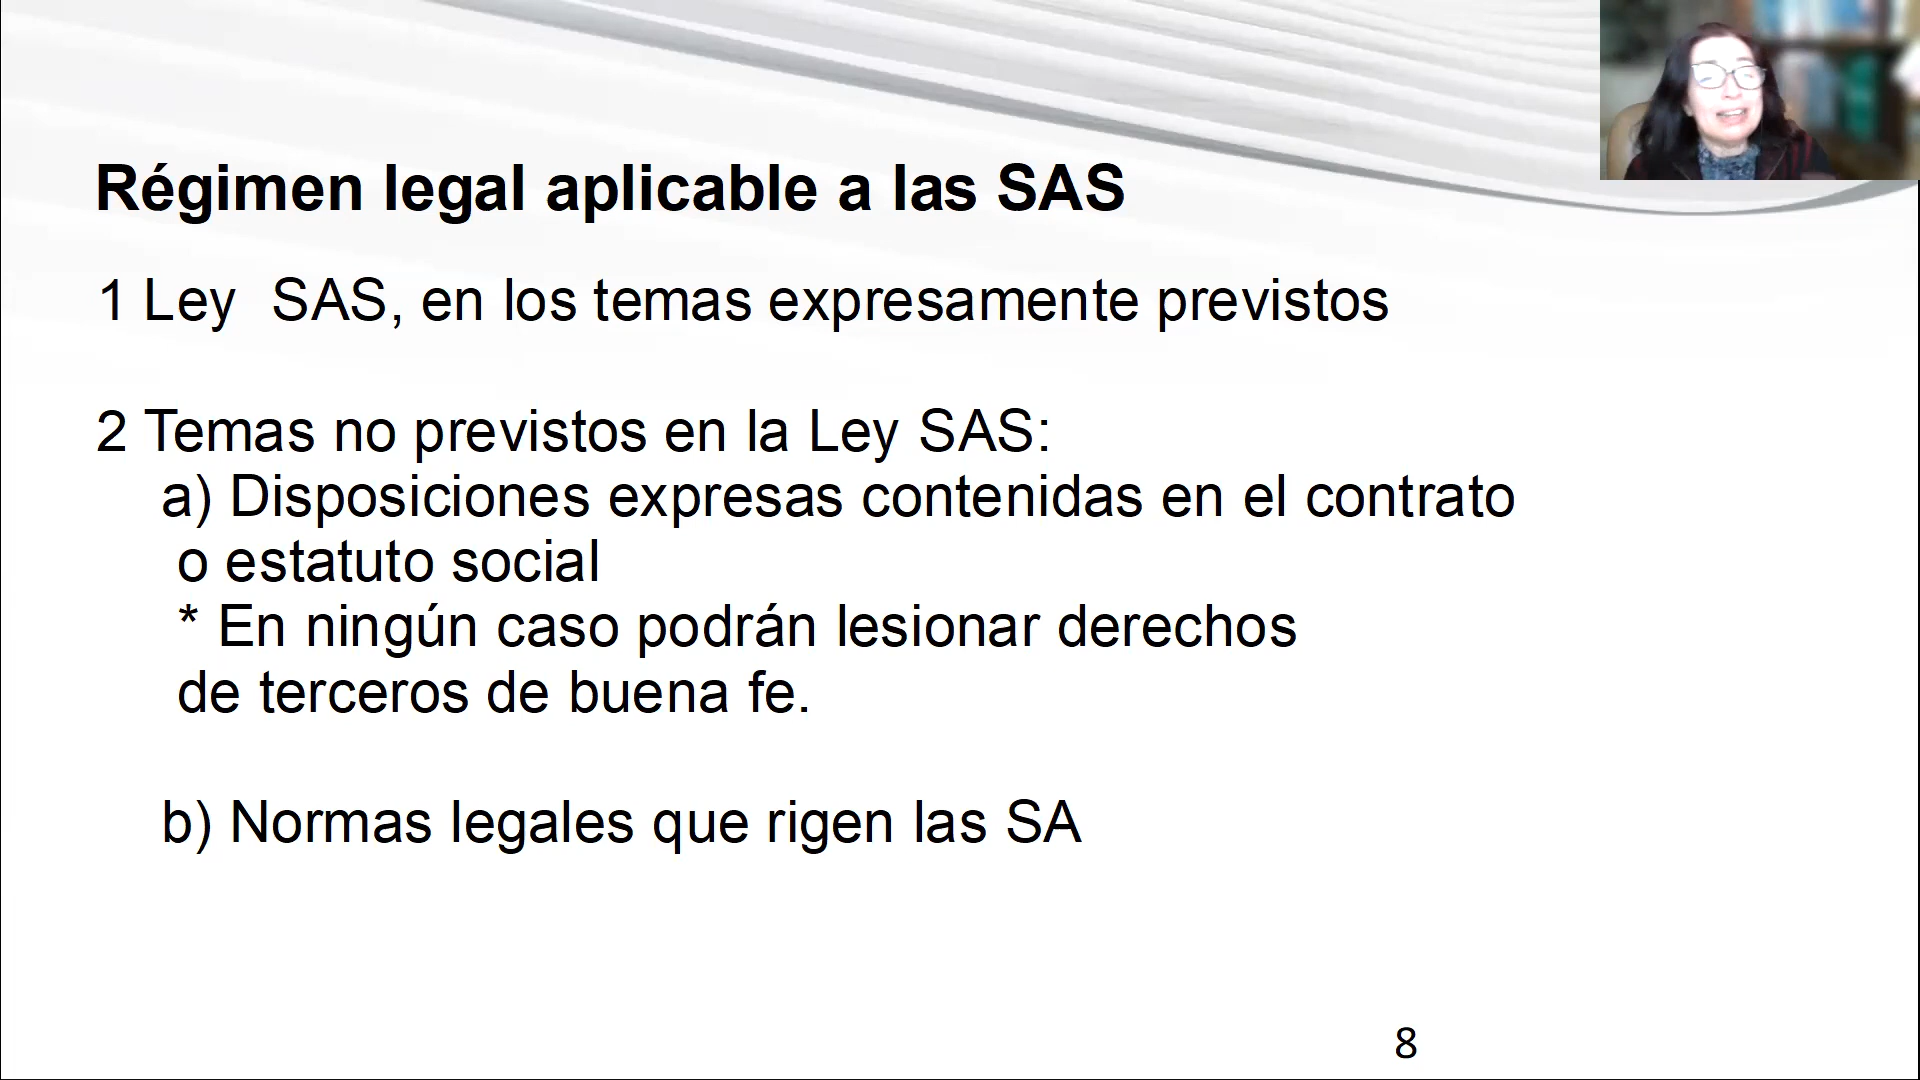 Régimen legal aplicable a las SAS
1 Ley  SAS, en los temas expresamente previstos
2 Temas no previstos en la Ley SAS:
a) Disposiciones expresas contenidas en el contrato
o estatuto social
* En ningún caso podrán lesionar derechos
de terceros de buena fe.
b) Normas legales que rigen las SA
8